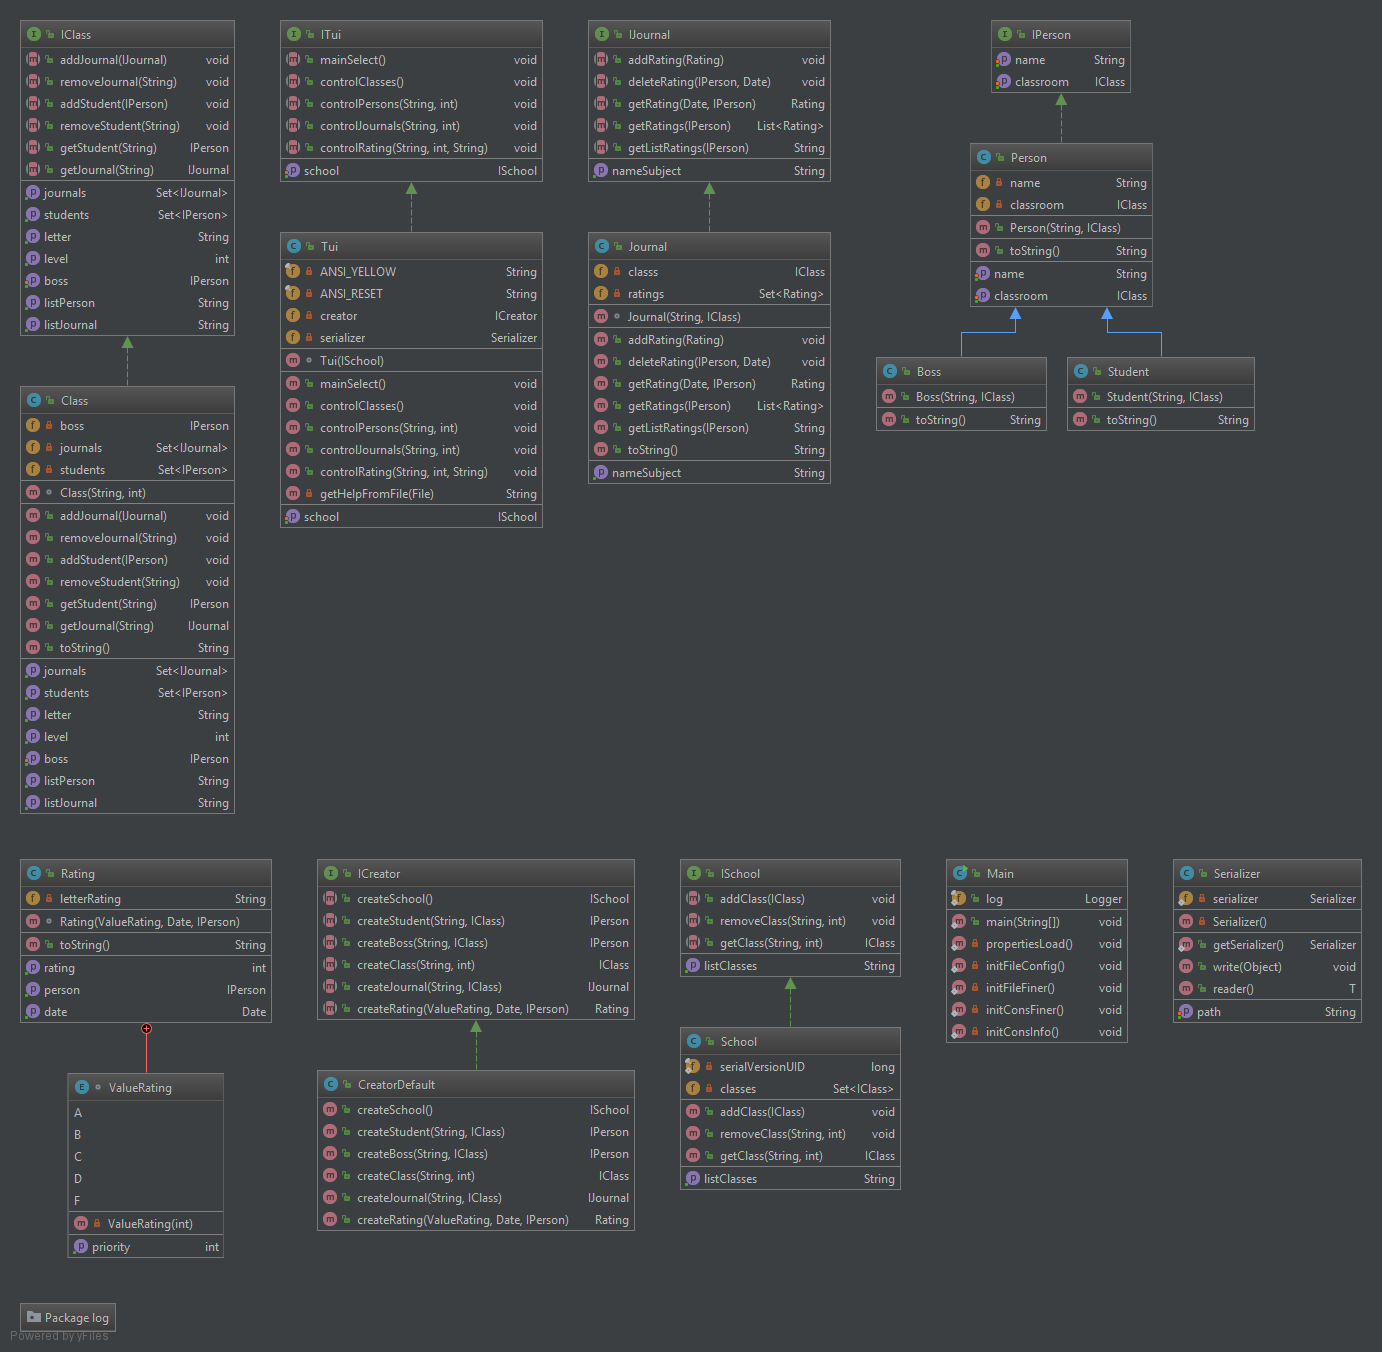 IClass
addJournal(IJournal) void
removeJournal(String) void
addStudent(IPerson) void
removeStudent(String) void
getStudent(String) IPerson
getJournal(String) IJournal
journals Set<IJournal>
students Set<IPerson>
letter String
level int
boss IPerson
listPerson String
listJournal String
Class
boss IPerson
journals Set<IJournal>
students Set<IPerson>
Class(String, int)
addJournal(IJournal) void
removeJournal(String) void
addStudent(IPerson) void
removeStudent(String) void
getStudent(String) IPerson
getJournal(String) IJournal
toString() String
journals Set<IJournal>
students Set<IPerson>
letter String
level int
boss IPerson
listPerson String
listJournal String
ITui
mainSelect() void
controlClasses() void
controlPersons(String, int) void
controlJournals(String, int) void
controlRating(String, int, String) void
school ISchool
Tui
ANSI_YELLOW String
ANSI_RESET String
creator ICreator
serializer Serializer
Tui(ISchool)
mainSelect() void
controlClasses() void
controlPersons(String, int) void
controlJournals(String, int) void
controlRating(String, int, String) void
getHelpFromFile(File) String
school ISchool
IJournal
addRating(Rating) void
deleteRating(IPerson, Date) void
getRating(Date, IPerson) Rating
getRatings(IPerson) List<Rating>
getListRatings(IPerson) String
nameSubject String
Journal
classs IClass
ratings Set<Rating>
Journal(String, IClass)
addRating(Rating) void
deleteRating(IPerson, Date) void
getRating(Date, IPerson) Rating
getRatings(IPerson) List<Rating>
getListRatings(IPerson) String
toString() String
nameSubject String
IPerson
name String
classroom IClass
Person
name String
classroom IClass
Person(String, IClass)
toString() String
name String
classroom IClass
Boss
Boss(String, IClass)
toString() String
Student
Student(String, IClass)
toString() String
Rating
letterRating String
Rating(ValueRating, Date, IPerson)
toString() String
rating int
person IPerson
date Date
ValueRating
A
B
C
D
F
ValueRating(int)
priority int
ICreator
createSchool() ISchool
createStudent(String, IClass) IPerson
createBoss(String, IClass) IPerson
createClass(String, int) IClass
createJournal(String, IClass) IJournal
createRating(ValueRating, Date, IPerson) Rating
CreatorDefault
createSchool() ISchool
createStudent(String, IClass) IPerson
createBoss(String, IClass) IPerson
createClass(String, int) IClass
createJournal(String, IClass) IJournal
createRating(ValueRating, Date, IPerson) Rating
ISchool
addClass(IClass) void
removeClass(String, int) void
getClass(String, int) IClass
listClasses String
School
serialVersionUID long
classes Set<IClass>
addClass(IClass) void
removeClass(String, int) void
getClass(String, int) IClass
listClasses String
Main
log Logger
main(String[]) void
propertiesLoad() void
initFileConfig() void
initFileFiner() void
initConsFiner() void
initConsInfo() void
Serializer
serializer Serializer
Serializer()
getSerializer() Serializer
write(Object) void
reader() T
path String
Package log
Powered by yFiles